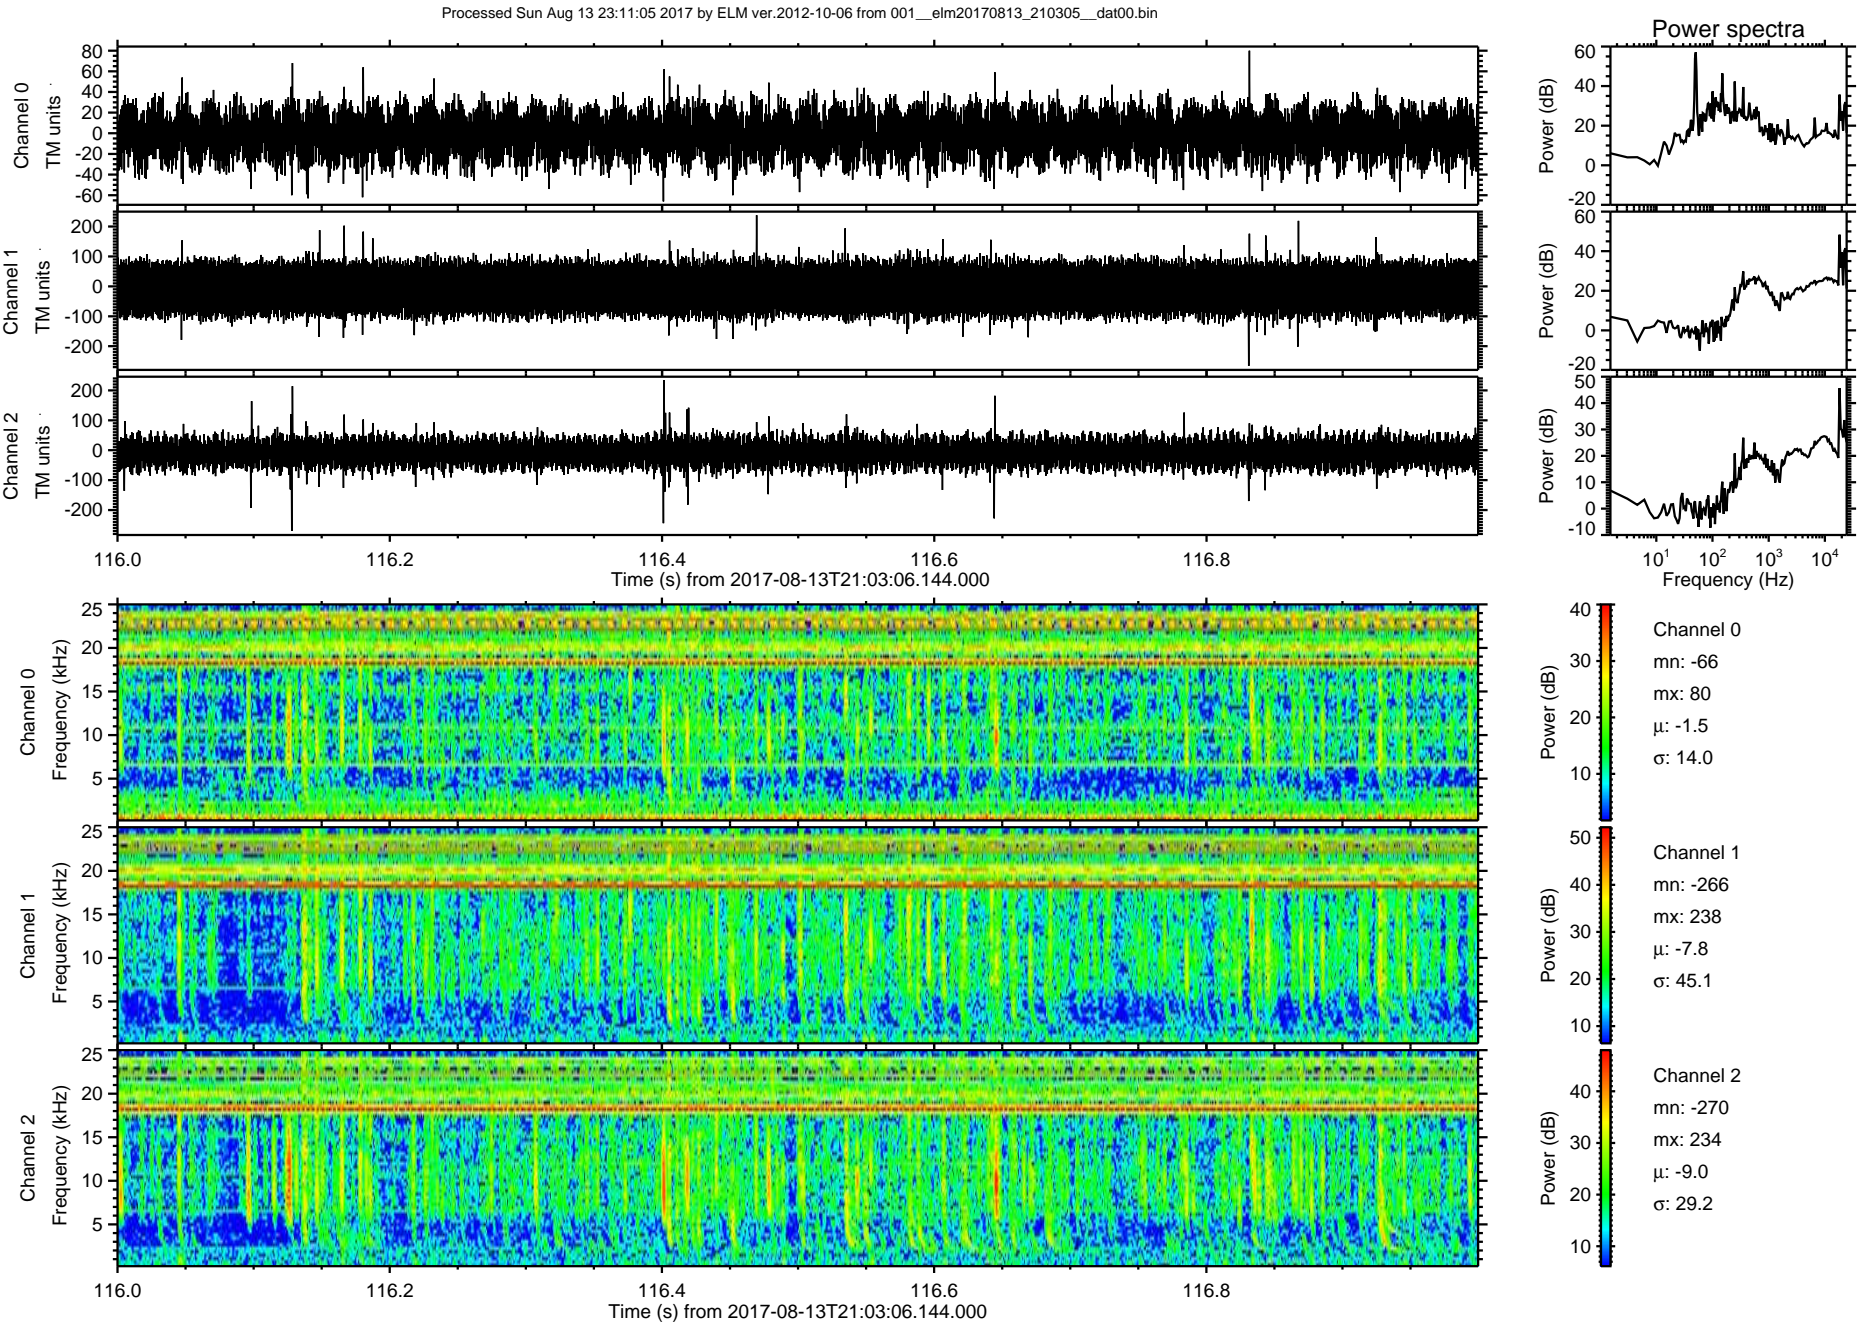 Processed Sun Aug 13 23:11:05 2017 by ELM ver.2012-10-06 from 001__elm20170813_210305__dat00.bin
Power spectra
Channel 0
TM units
80
60
40
20
0
-20
-40
-60
Power (dB)
60
40
20
0
-20
Channel 1
TM units
200
100
0
-100
-200
Power (dB)
60
40
20
0
-20
Channel 2
TM units
200
100
0
-100
-200
Power (dB)
50
40
30
20
10
0
-10
116.0 116.2 116.4 116.6 116.8
Time (s) from 2017-08-13T21:03:06.144.000
10^1 10^2 10^3 10^4
Frequency (Hz)
Channel 0
Frequency (kHz)
25
20
15
10
5
Power (dB)
40
30
20
10
Channel 0
mn: -66
mx: 80
μ: -1.5
σ: 14.0
Channel 1
Frequency (kHz)
25
20
15
10
5
Power (dB)
50
40
30
20
10
Channel 1
mn: -266
mx: 238
μ: -7.8
σ: 45.1
Channel 2
Frequency (kHz)
25
20
15
10
5
Power (dB)
40
30
20
10
Channel 2
mn: -270
mx: 234
μ: -9.0
σ: 29.2
116.0 116.2 116.4 116.6 116.8
Time (s) from 2017-08-13T21:03:06.144.000